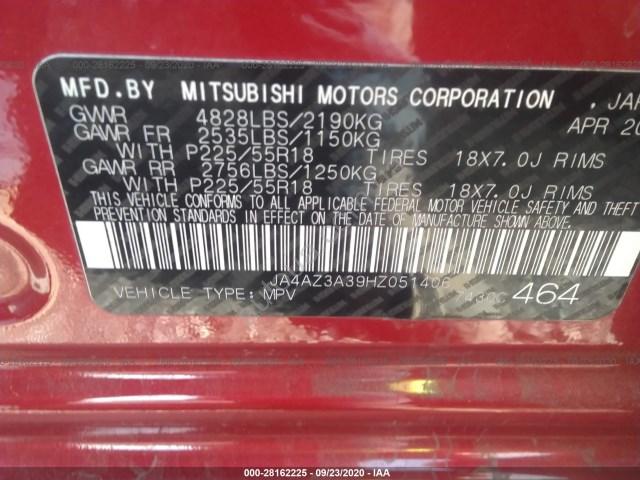 MFD.BY MITSUBISHI MOTORS CORPORATION
GVWR 4828LBS/2190KG
GAWR FR 2535LBS/1150KG
WITH P225/55R18 TIRES 18X7.0J RIMS
GAWR RR 2756LBS/1250KG
WITH P225/55R18 TIRES 18X7.0J RIMS
THIS VEHICLE CONFORMS TO ALL APPLICABLE FEDERAL MOTOR VEHICLE SAFETY AND THEFT
PREVENTION STANDARDS IN EFFECT ON THE DATE OF MANUFACTURE SHOWN ABOVE.
JA4AZ3A39HZ051406
VEHICLE TYPE:MPV 464
000-28162225 - 09/23/2020 - IAA